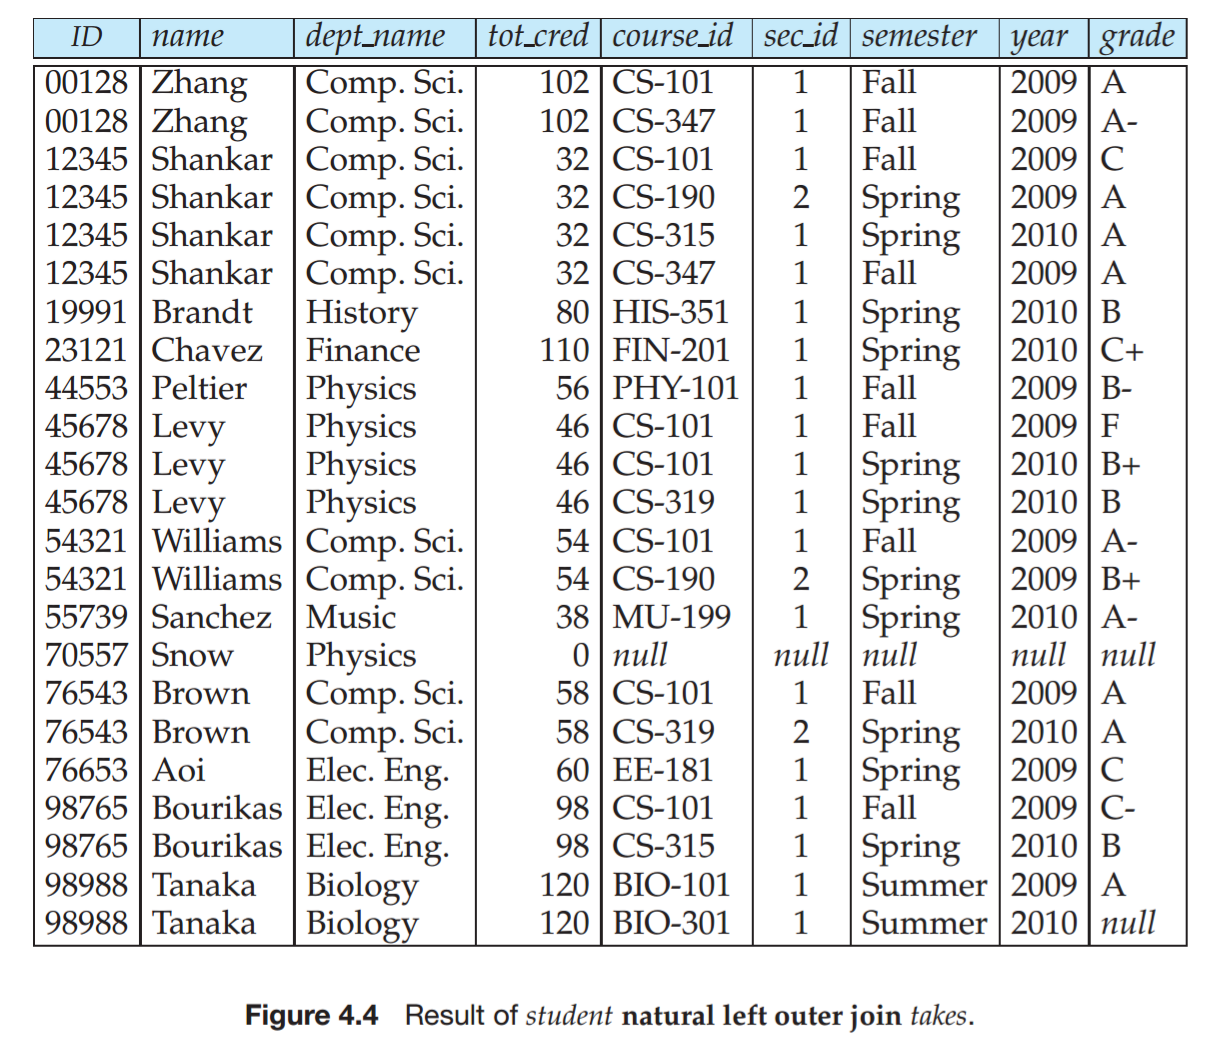 ID name dept_name tot_cred course_id sec_id semester year grade
00128 Zhang Comp. Sci. 102 CS-101 1 Fall 2009 A
00128 Zhang Comp. Sci. 102 CS-347 1 Fall 2009 A-
12345 Shankar Comp. Sci. 32 CS-101 1 Fall 2009 C
12345 Shankar Comp. Sci. 32 CS-190 2 Spring 2009 A
12345 Shankar Comp. Sci. 32 CS-315 1 Spring 2010 A
12345 Shankar Comp. Sci. 32 CS-347 1 Fall 2009 A
19991 Brandt History 80 HIS-351 1 Spring 2010 B
23121 Chavez Finance 110 FIN-201 1 Spring 2010 C+
44553 Peltier Physics 56 PHY-101 1 Fall 2009 B-
45678 Levy Physics 46 CS-101 1 Fall 2009 F
45678 Levy Physics 46 CS-101 1 Spring 2010 B+
45678 Levy Physics 46 CS-319 1 Spring 2010 B
54321 Williams Comp. Sci. 54 CS-101 1 Fall 2009 A-
54321 Williams Comp. Sci. 54 CS-190 2 Spring 2009 B+
55739 Sanchez Music 38 MU-199 1 Spring 2010 A-
70557 Snow Physics 0 null null null null null
76543 Brown Comp. Sci. 58 CS-101 1 Fall 2009 A
76543 Brown Comp. Sci. 58 CS-319 2 Spring 2010 A
76653 Aoi Elec. Eng. 60 EE-181 1 Spring 2009 C
98765 Bourikas Elec. Eng. 98 CS-101 1 Fall 2009 C-
98765 Bourikas Elec. Eng. 98 CS-315 1 Spring 2010 B
98988 Tanaka Biology 120 BIO-101 1 Summer 2009 A
98988 Tanaka Biology 120 BIO-301 1 Summer 2010 null
Figure 4.4 Result of student natural left outer join takes.